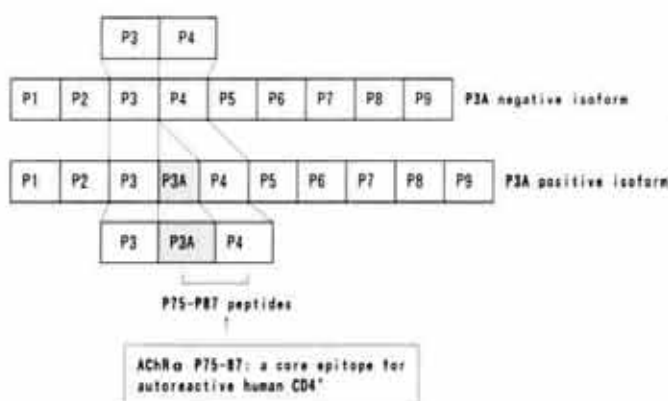 P3 P4
P1 P2 P3 P4 P5 P6 P7 P8 P9 P3A negative isoform
P1 P2 P3 P3A P4 P5 P6 P7 P8 P9 P3A positive isoform
P3 P3A P4
P75-P87 peptides
AChRα P75-87: a core epitope for
autoreactive human CD4⁺